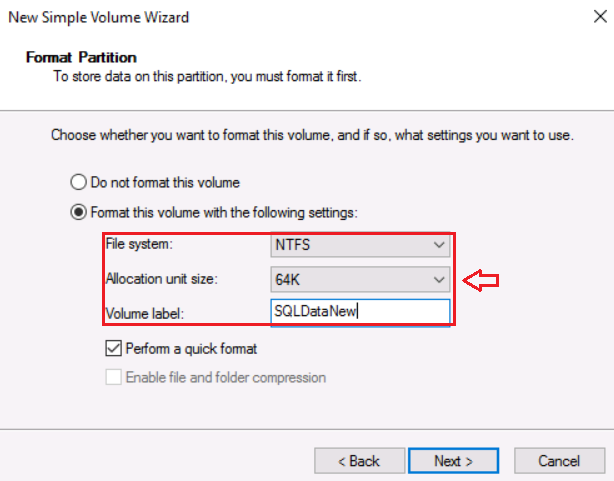 New Simple Volume Wizard
Format Partition
To store data on this partition, you must format it first.
Choose whether you want to format this volume, and if so, what settings you want to use.
Do not format this volume
Format this volume with the following settings:
File system: NTFS
Allocation unit size: 64K
Volume label: SQLDataNew
Perform a quick format
Enable file and folder compression
< Back Next > Cancel